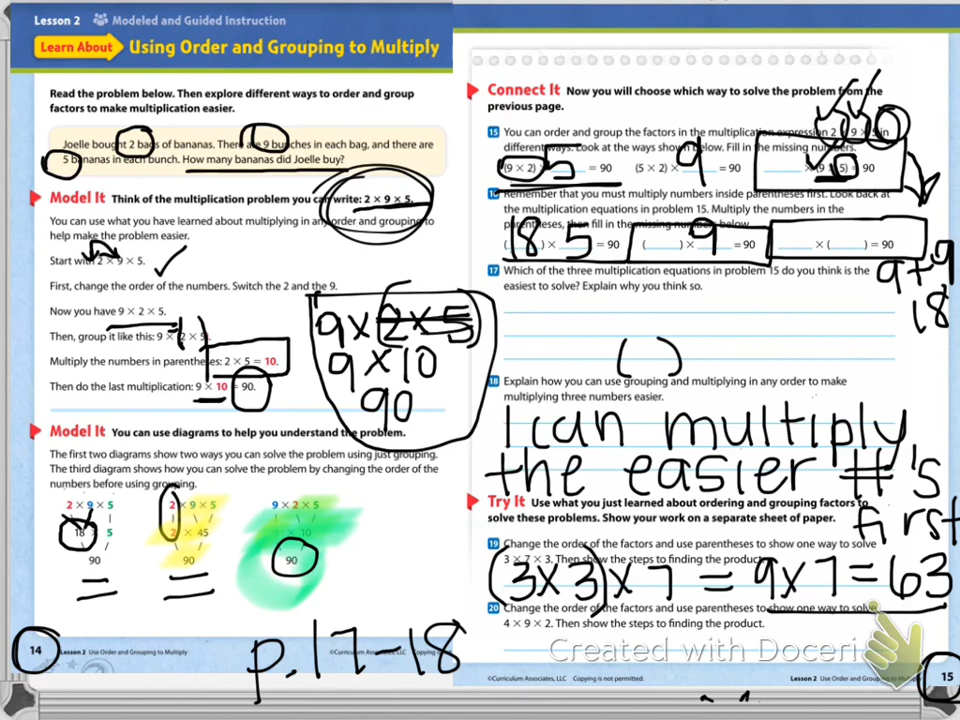 Lesson 2 Modeled and Guided Instruction
Learn About Using Order and Grouping to Multiply
Read the problem below. Then explore different ways to order and group
factors to make multiplication easier.
Joelle bought 2 bags of bananas. There are 9 bunches in each bag, and there are
5 bananas in each bunch. How many bananas did Joelle buy?
Model It Think of the multiplication problem you can write: 2 × 9 × 5.
You can use what you have learned about multiplying in any order and grouping to
help make the problem easier.
Start with 2 × 9 × 5.
First, change the order of the numbers. Switch the 2 and the 9.
Now you have 9 × 2 × 5.
Then, group it like this: 9 × (2 × 5).
Multiply the numbers in parentheses: 2 × 5 = 10.
Then do the last multiplication: 9 × 10 = 90.
9 × (2 × 5)
9 × 10
90
Model It You can use diagrams to help you understand the problem.
The first two diagrams show two ways you can solve the problem using just grouping.
The third diagram shows how you can solve the problem by changing the order of the
numbers before using grouping.
2 × 9 × 5 2 × 9 × 5 9 × 2 × 5
18 × 5 2 × 45 × 10
90 90 90
p. 17-18
14 Lesson 2 Use Order and Grouping to Multiply
©Curriculum Associates, LLC Copying is not
Connect It Now you will choose which way to solve the problem from the
previous page.
15 You can order and group the factors in the multiplication expression 2 × 9 × 5 in
different ways. Look at the ways shown below. Fill in the missing numbers.
(9 × 2) × 5 = 90 (5 × 2) × 9 = 90 × (9 × 5) = 90
16 Remember that you must multiply numbers inside parentheses first. Look back at
the multiplication equations in problem 15. Multiply the numbers in the
parentheses, then fill in the missing numbers below.
(18) × 5 = 90 ( ) × 9 = 90 × ( ) = 90
9+9
18
17 Which of the three multiplication equations in problem 15 do you think is the
easiest to solve? Explain why you think so.
( )
18 Explain how you can use grouping and multiplying in any order to make
multiplying three numbers easier.
I can multiply
the easier #'s
first
Try It Use what you just learned about ordering and grouping factors to
solve these problems. Show your work on a separate sheet of paper.
19 Change the order of the factors and use parentheses to show one way to solve
3 × 7 × 3. Then show the steps to finding the product.
(3×3)×7 = 9×7=63
20 Change the order of the factors and use parentheses to show one way to solve
4 × 9 × 2. Then show the steps to finding the product.
Created with Doceri
©Curriculum Associates, LLC Copying is not permitted.
Lesson 2 Use Order and Grouping to Multiply 15